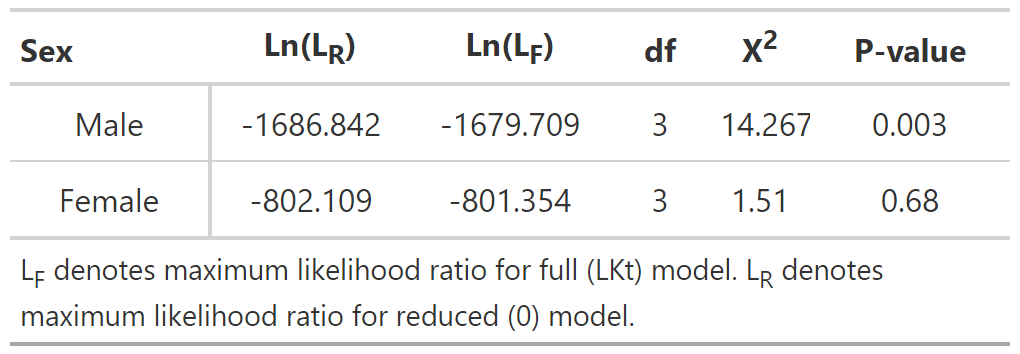 Sex Ln(L_R) Ln(L_F) df X² P-value
Male -1686.842 -1679.709 3 14.267 0.003
Female -802.109 -801.354 3 1.51 0.68
L_F denotes maximum likelihood ratio for full (LKt) model. L_R denotes
maximum likelihood ratio for reduced (0) model.